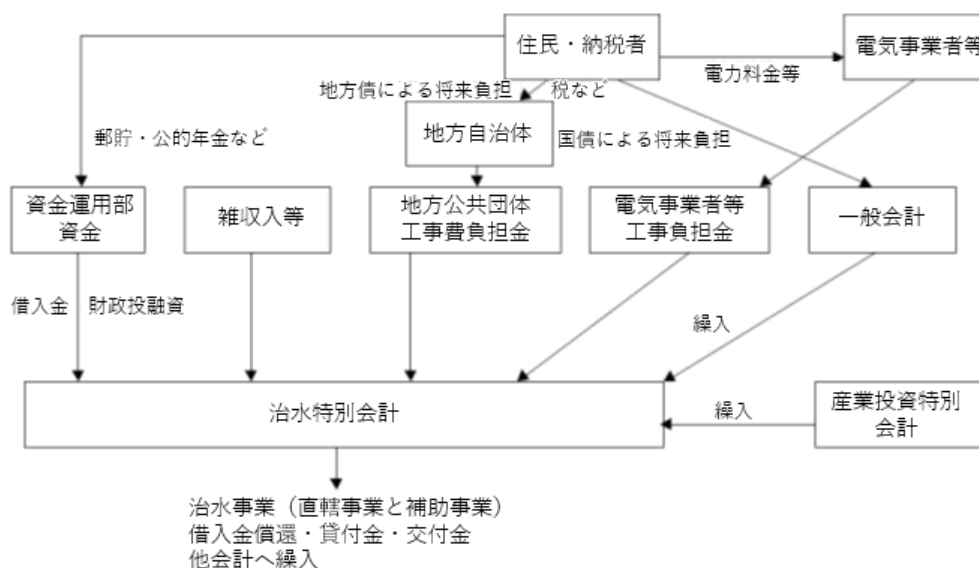 住民・納税者
電気事業者等
電力料金等
地方債による将来負担
税など
郵貯・公的年金など
地方自治体
国債による将来負担
資金運用部
資金
雑収入等
地方公共団体
工事費負担金
電気事業者等
工事負担金
一般会計
借入金
財政投融資
繰入
治水特別会計
繰入
産業投資特別
会計
治水事業（直轄事業と補助事業）
借入金償還・貸付金・交付金
他会計へ繰入